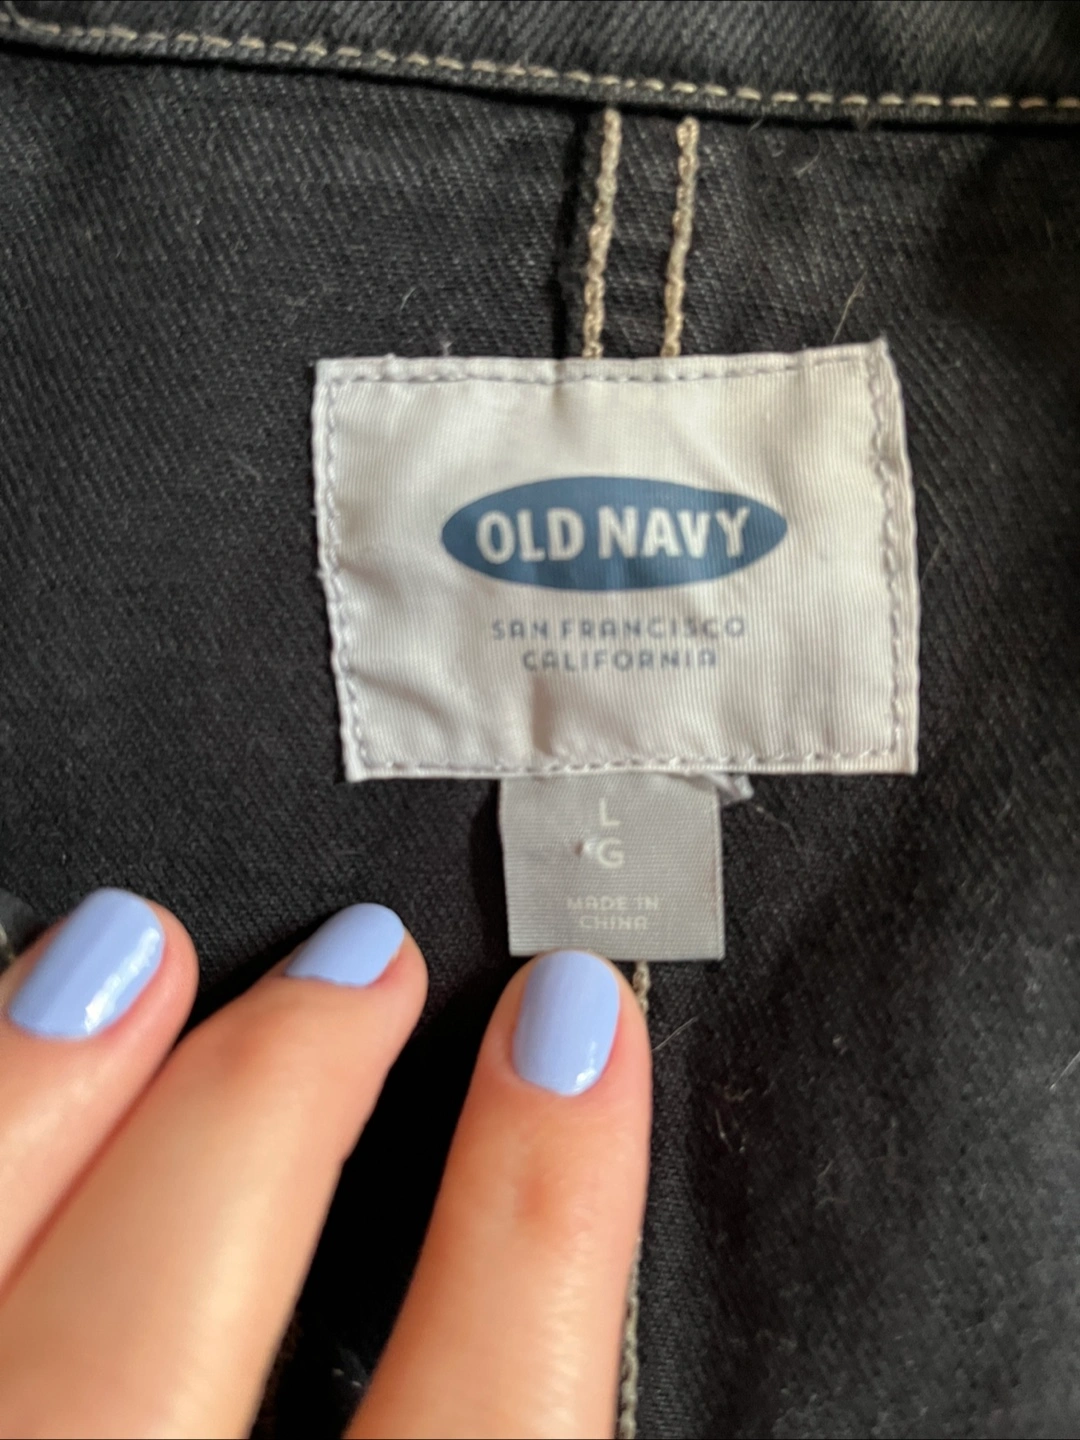 OLD NAVY
SAN FRANCISCO
CALIFORNIA
L
G
MADE IN
CHINA